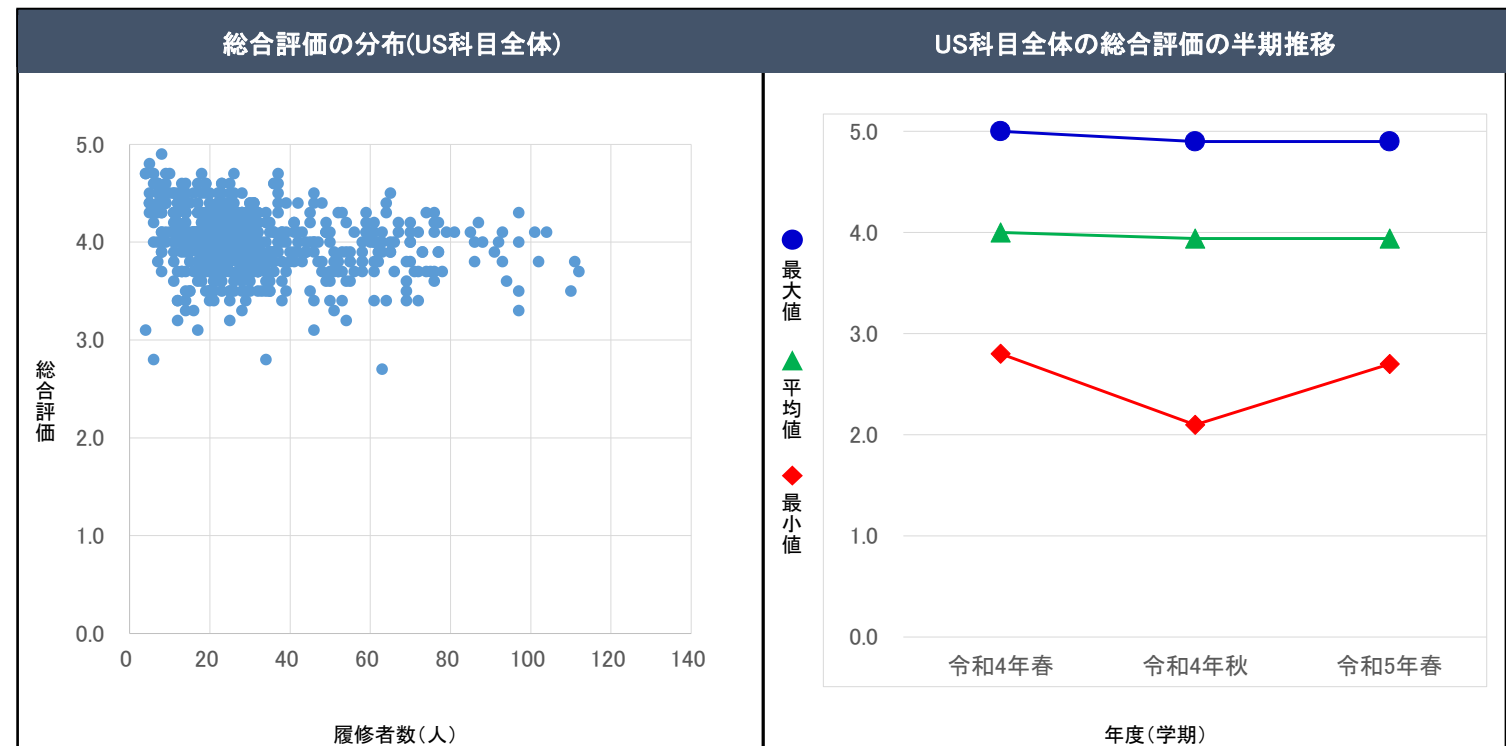 総合評価の分布(US科目全体)
US科目全体の総合評価の半期推移
5.0
4.0
3.0
2.0
1.0
0.0
総合評価
0 20 40 60 80 100 120 140
履修者数(人)
最大値
平均値
最小値
5.0
4.0
3.0
2.0
1.0
0.0
令和4年春 令和4年秋 令和5年春
年度(学期)